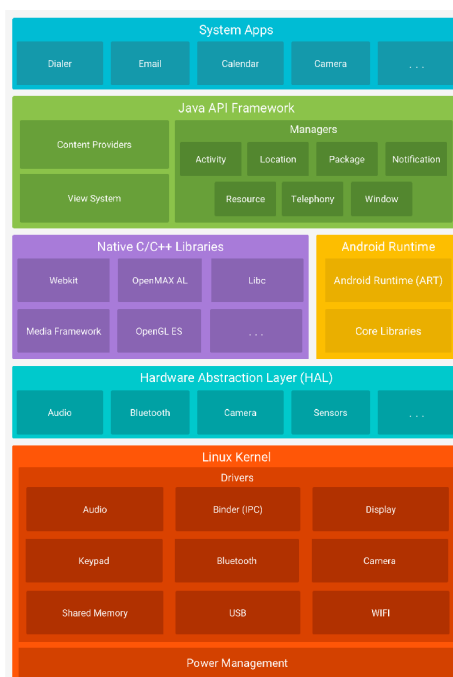 System Apps
Dialer
Email
Calendar
Camera
. . .
Java API Framework
Content Providers
View System
Managers
Activity
Location
Package
Notification
Resource
Telephony
Window
Native C/C++ Libraries
Webkit
OpenMAX AL
Libc
Media Framework
OpenGL ES
. . .
Android Runtime
Android Runtime (ART)
Core Libraries
Hardware Abstraction Layer (HAL)
Audio
Bluetooth
Camera
Sensors
. . .
Linux Kernel
Drivers
Audio
Binder (IPC)
Display
Keypad
Bluetooth
Camera
Shared Memory
USB
WIFI
Power Management